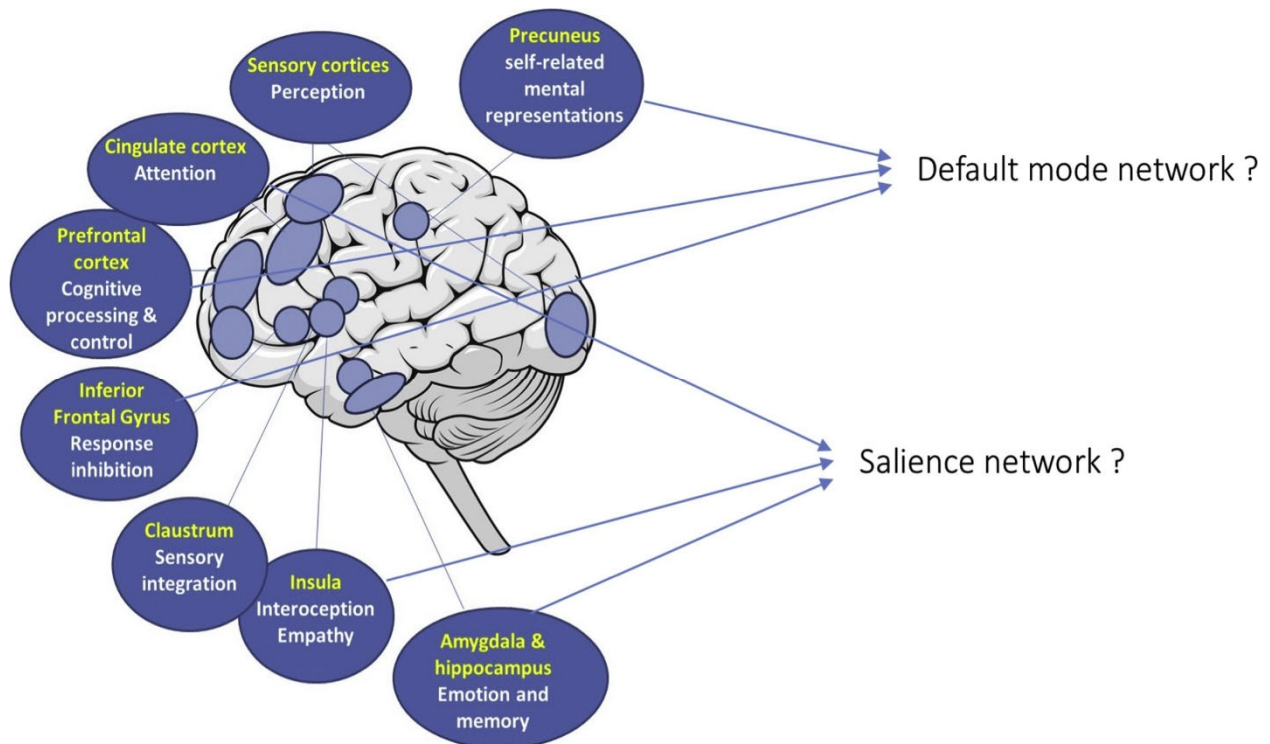 Precuneus
self-related
mental
representations
Sensory cortices
Perception
Cingulate cortex
Attention
Default mode network ?
Prefrontal
cortex
Cognitive
processing &
control
Inferior
Frontal Gyrus
Response
inhibition
Salience network ?
Claustrum
Sensory
integration
Insula
Interoception
Empathy
Amygdala &
hippocampus
Emotion and
memory